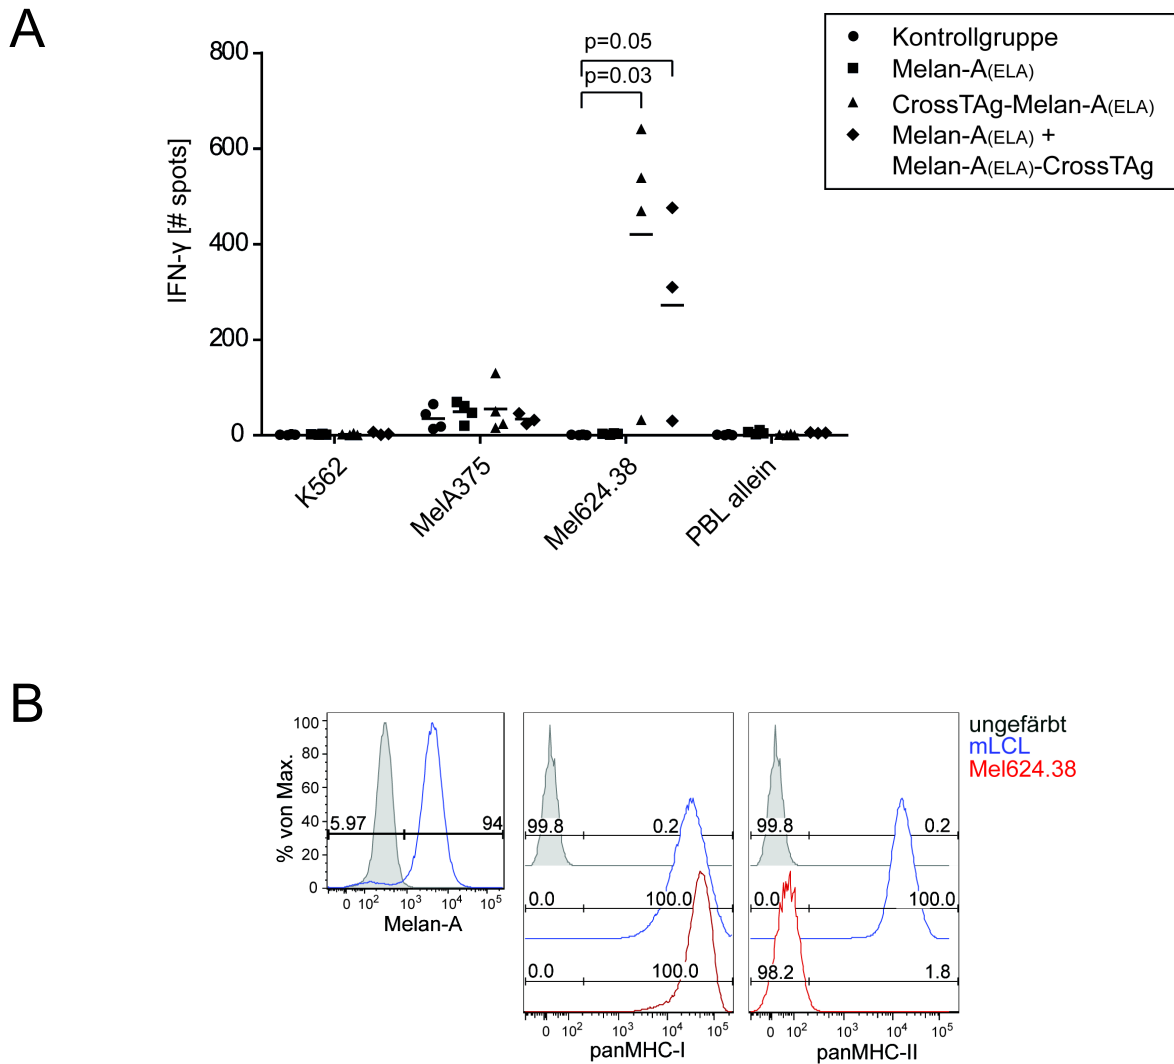 A
800
600
400
200
0
IFN-γ [# spots]
p=0.05
p=0.03
K562
MelA375
Mel624.38
PBL allein
Kontrollgruppe
Melan-A(ELA)
CrossTAg-Melan-A(ELA)
Melan-A(ELA) +
Melan-A(ELA)-CrossTAg
B
% von Max.
100
80
60
40
20
0
5.97 94
0 10² 10³ 10⁴ 10⁵
Melan-A
99.8 0.2
0.0 100.0
0.0 100.0
0 10² 10³ 10⁴ 10⁵
panMHC-I
99.8 0.2
0.0 100.0
98.2 1.8
0 10² 10³ 10⁴ 10⁵
panMHC-II
ungefärbt
mLCL
Mel624.38